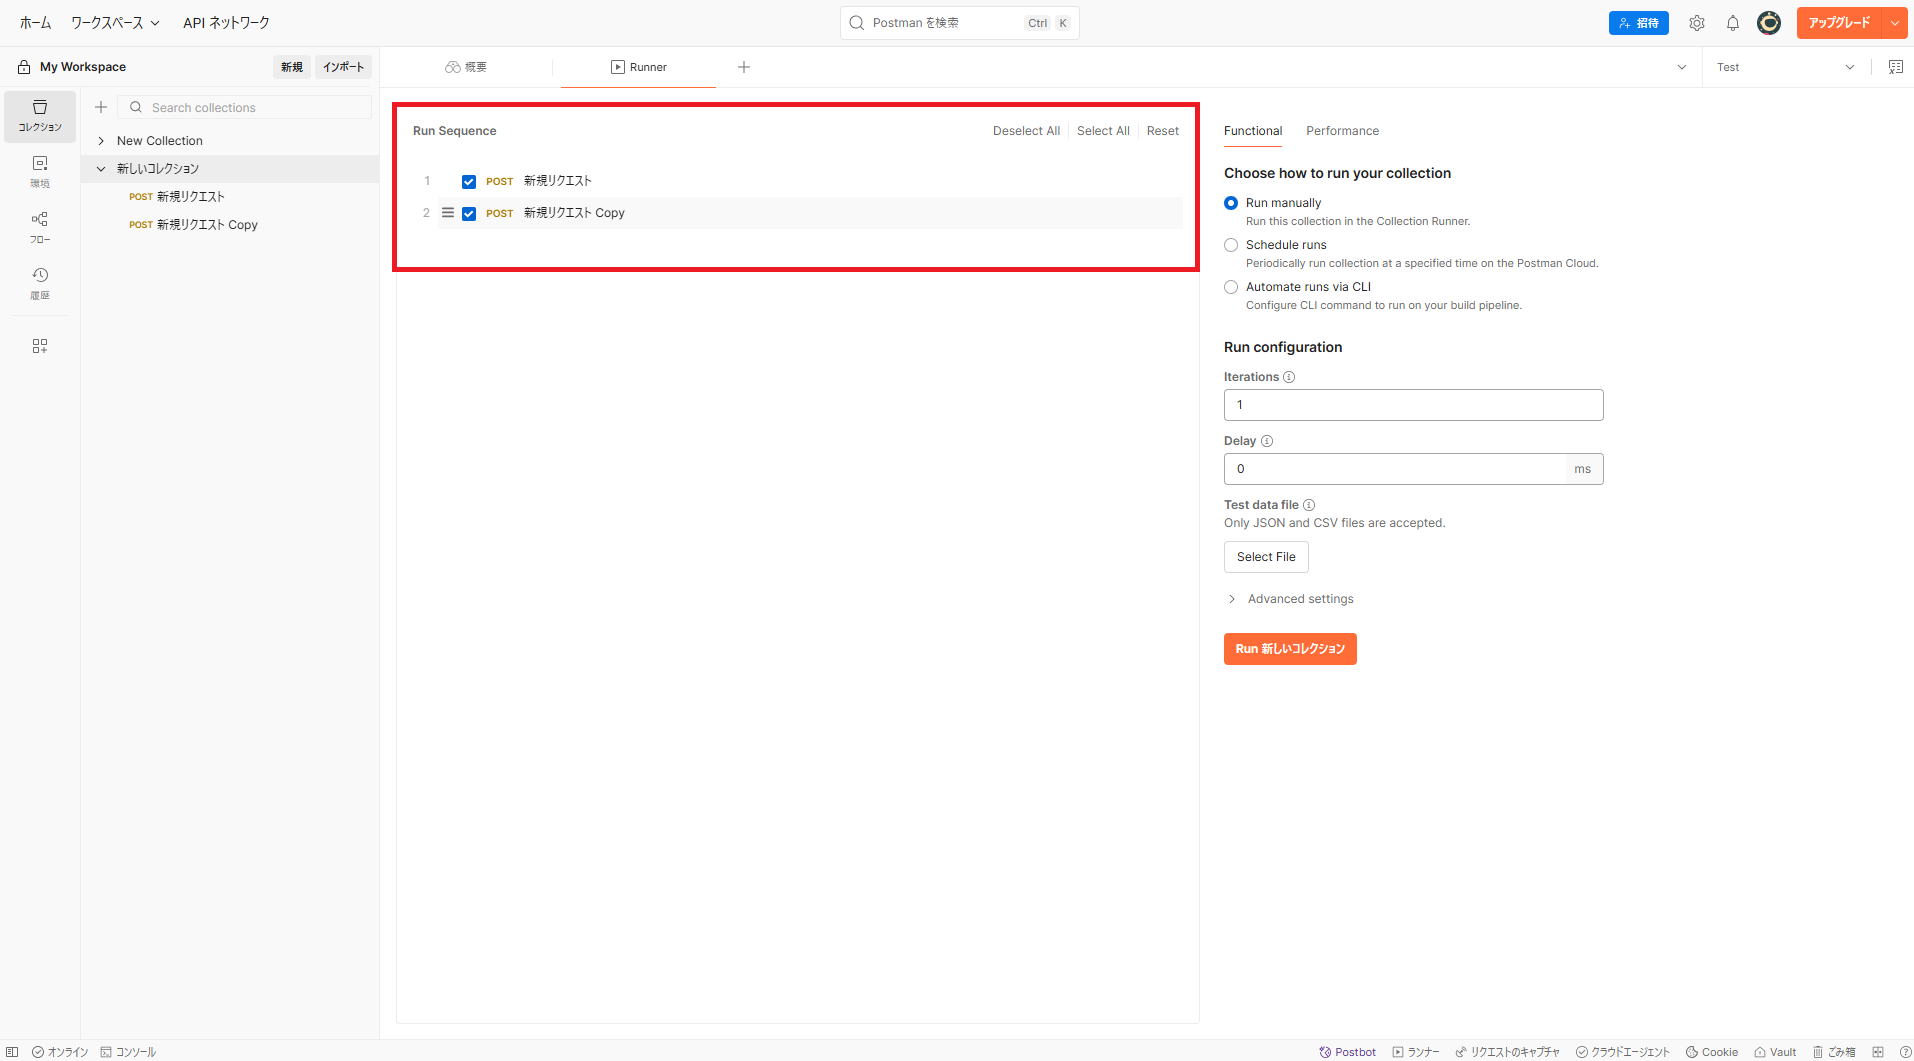 ホーム ワークスペース API ネットワーク Postman を検索 Ctrl K 招待 アップグレード
My Workspace 新規 インポート 概要 Runner Test
コレクション
環境
フロー
履歴
Search collections
New Collection
新しいコレクション
POST 新規リクエスト
POST 新規リクエスト Copy
Run Sequence Deselect All Select All Reset
1 POST 新規リクエスト
2 POST 新規リクエスト Copy
Functional Performance
Choose how to run your collection
Run manually
Run this collection in the Collection Runner.
Schedule runs
Periodically run collection at a specified time on the Postman Cloud.
Automate runs via CLI
Configure CLI command to run on your build pipeline.
Run configuration
Iterations
1
Delay
0 ms
Test data file
Only JSON and CSV files are accepted.
Select File
Advanced settings
Run 新しいコレクション
オンライン コンソール Postbot ランナー リクエストのキャプチャ クラウドエージェント Cookie Vault ごみ箱